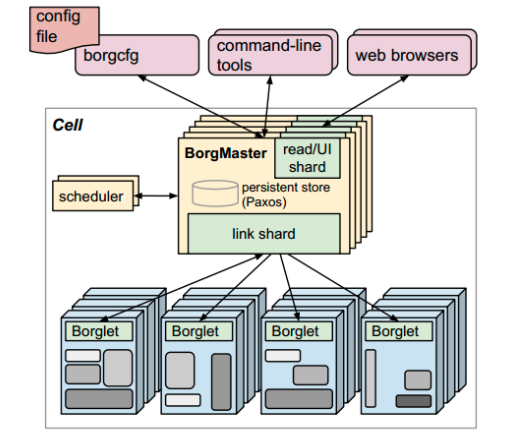 config
file
borgcfg
command-line
tools
web browsers
Cell
BorgMaster
read/UI
shard
persistent store
(Paxos)
scheduler
link shard
Borglet
Borglet
Borglet
Borglet